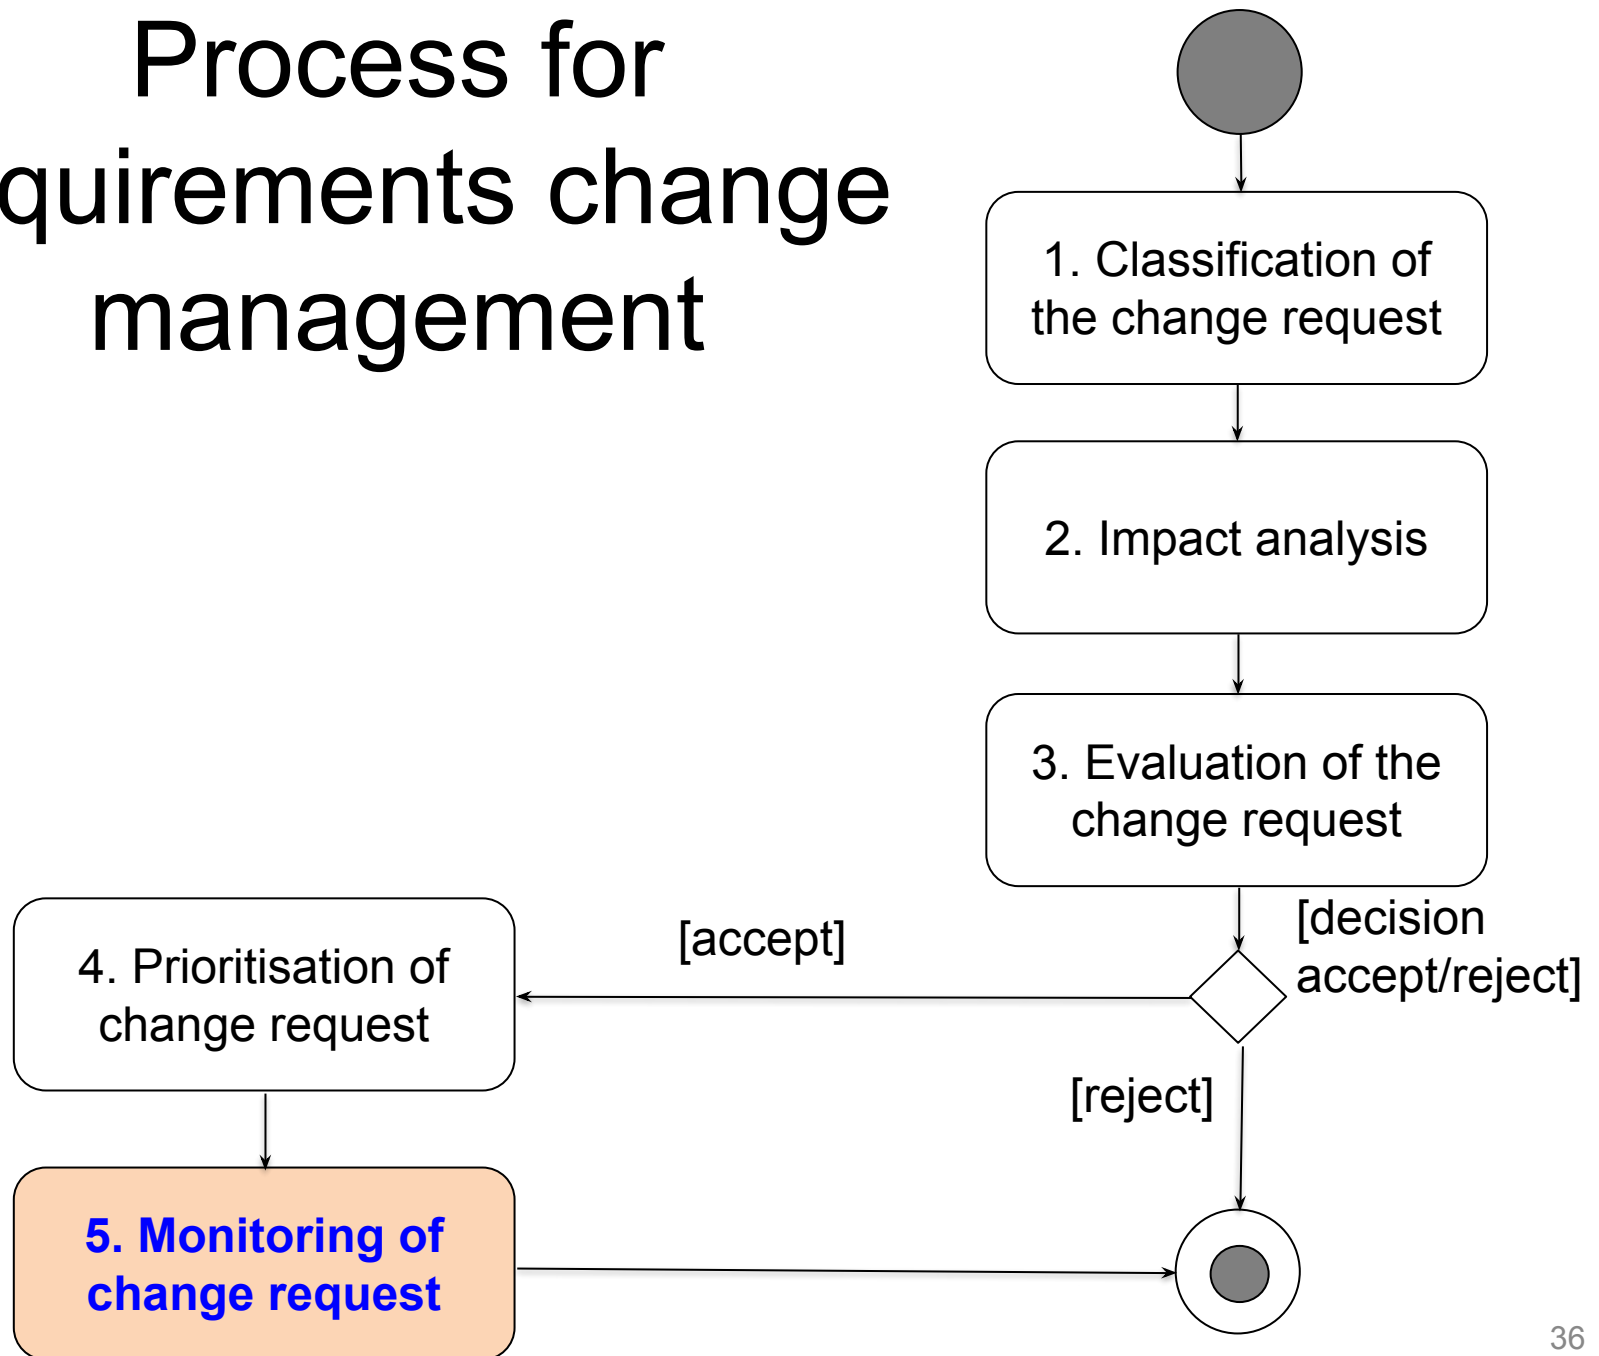 Process for
quirements change
management
1. Classification of
the change request
2. Impact analysis
3. Evaluation of the
change request
[decision
accept/reject]
[accept]
4. Prioritisation of
change request
[reject]
5. Monitoring of
change request
36